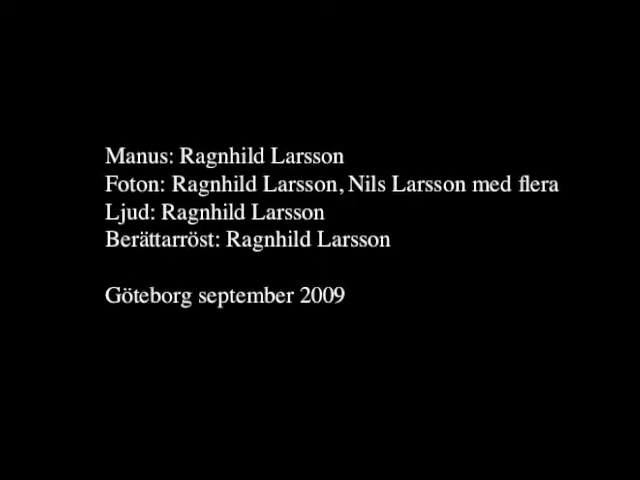 Manus: Ragnhild Larsson
Foton: Ragnhild Larsson, Nils Larsson med flera
Ljud: Ragnhild Larsson
Berättarröst: Ragnhild Larsson
Göteborg september 2009